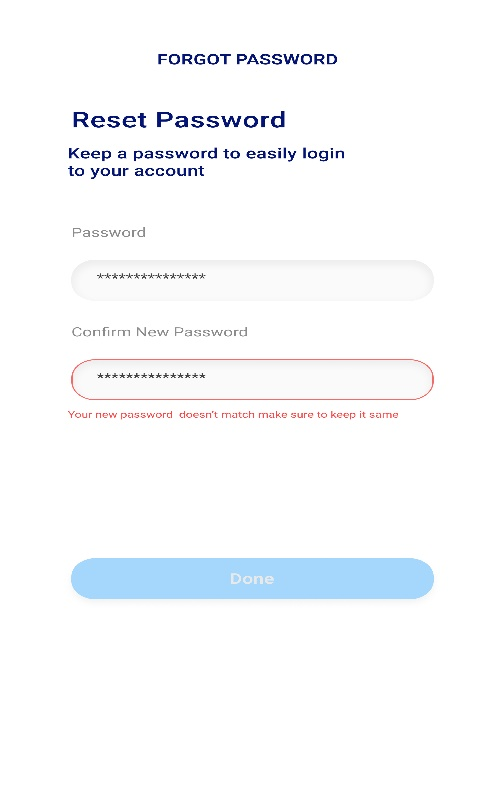 FORGOT PASSWORD
Reset Password
Keep a password to easily login
to your account
Password
***************
Confirm New Password
***************
Your new password  doesn't match make sure to keep it same
Done